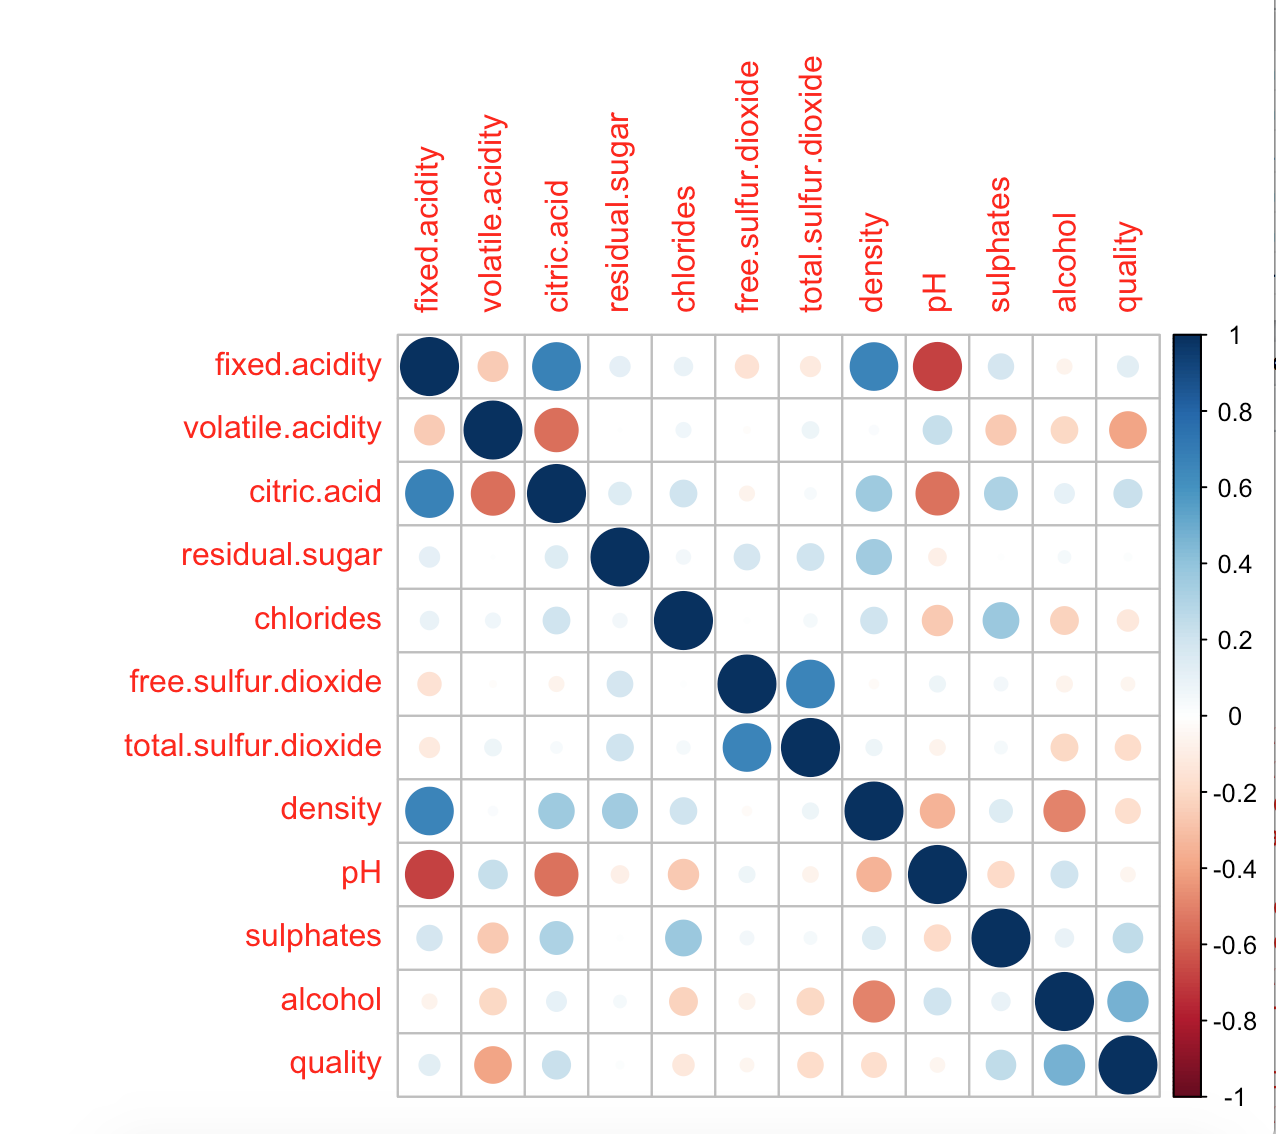 fixed.acidity
volatile.acidity
citric.acid
residual.sugar
chlorides
free.sulfur.dioxide
total.sulfur.dioxide
density
pH
sulphates
alcohol
quality
fixed.acidity
volatile.acidity
citric.acid
residual.sugar
chlorides
free.sulfur.dioxide
total.sulfur.dioxide
density
pH
sulphates
alcohol
quality
1
0.8
0.6
0.4
0.2
0
-0.2
-0.4
-0.6
-0.8
-1